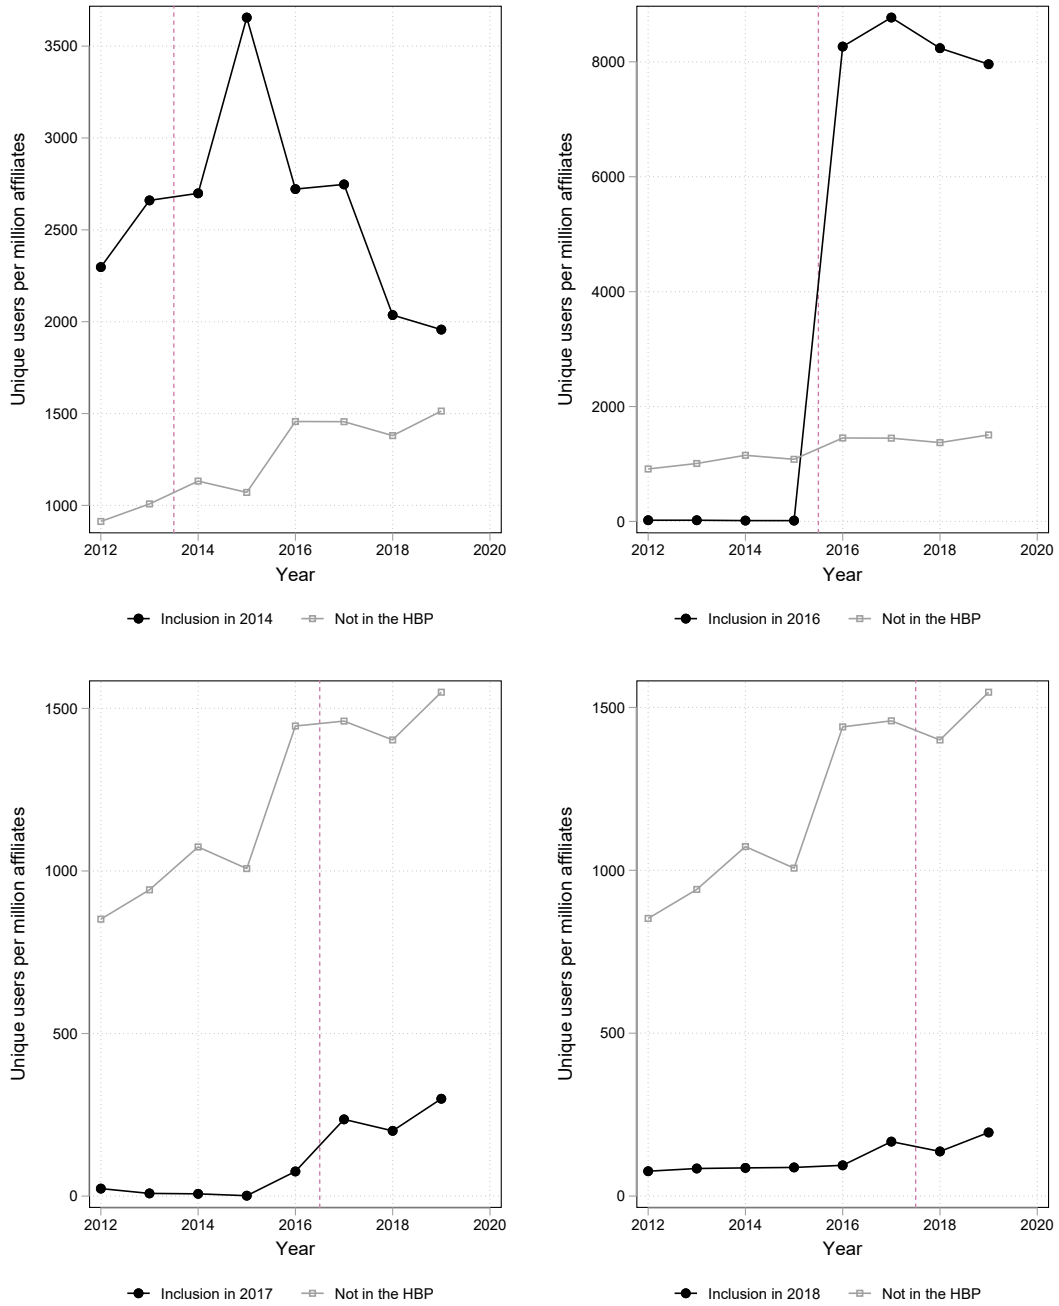 Unique users per million affiliates
3500
3000
2500
2000
1500
1000
2012 2014 2016 2018 2020
Year
Inclusion in 2014 Not in the HBP
Unique users per million affiliates
8000
6000
4000
2000
0
2012 2014 2016 2018 2020
Year
Inclusion in 2016 Not in the HBP
Unique users per million affiliates
1500
1000
500
0
2012 2014 2016 2018 2020
Year
Inclusion in 2017 Not in the HBP
Unique users per million affiliates
1500
1000
500
0
2012 2014 2016 2018 2020
Year
Inclusion in 2018 Not in the HBP